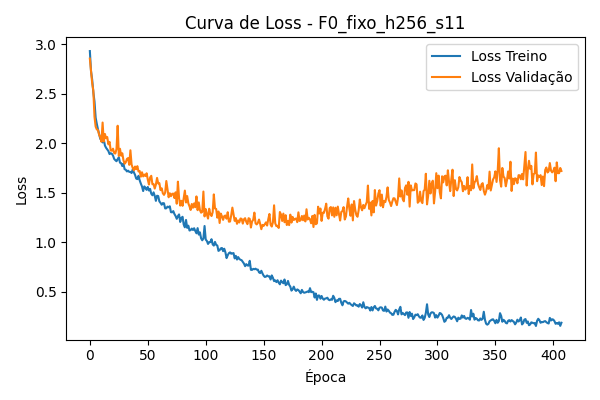 Curva de Loss - F0_fixo_h256_s11
Loss Treino
Loss Validação
3.0
2.5
2.0
1.5
1.0
0.5
Loss
0 50 100 150 200 250 300 350 400
Época